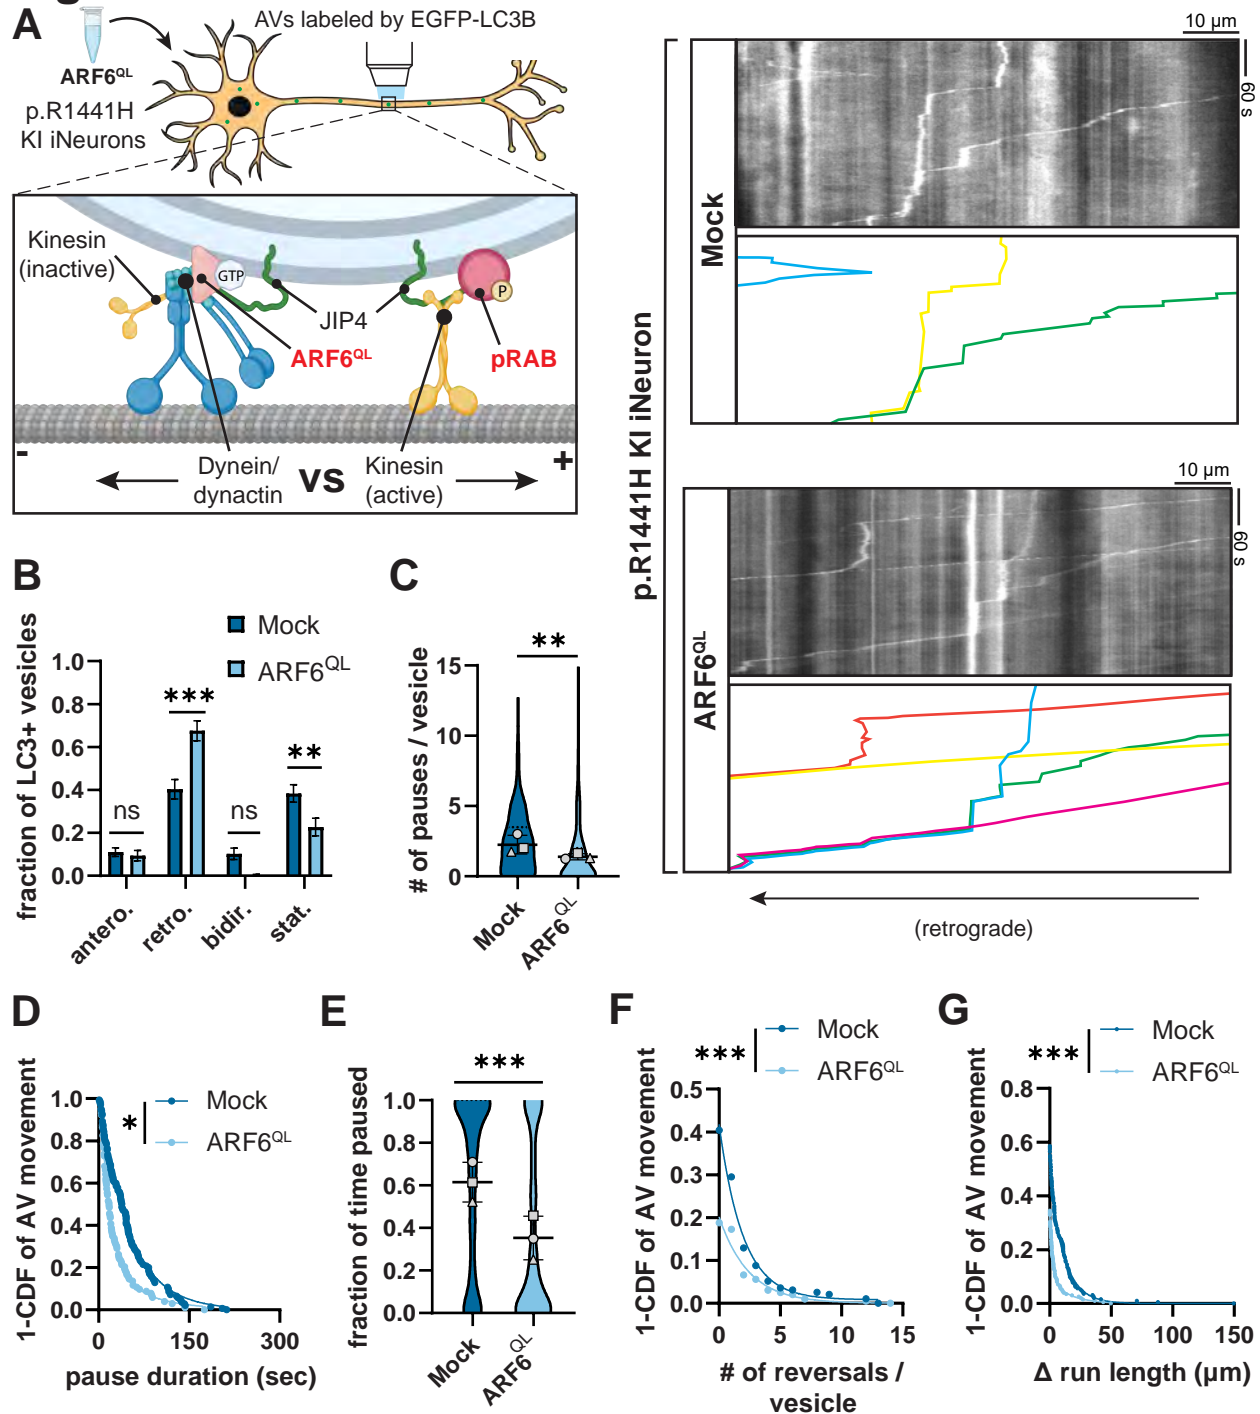 A
AVs labeled by EGFP-LC3B
ARF6QL
p.R1441H
KI iNeurons
Kinesin
(inactive)
GTP
JIP4
P
ARF6QL
pRAB
-
+
Dynein/
dynactin
vs
Kinesin
(active)
10 µm
60 s
Mock
p.R1441H KI iNeuron
10 µm
60 s
ARF6QL
(retrograde)
B
Mock
ARF6QL
fraction of LC3+ vesicles
1.0
0.8
0.6
0.4
0.2
0.0
ns
***
ns
**
antero.
retro.
bidir.
stat.
C
# of pauses / vesicle
15
10
5
0
**
Mock
ARF6QL
D
1-CDF of AV movement
1.0
0.8
0.6
0.4
0.2
0.0
*
Mock
ARF6QL
0
150
300
pause duration (sec)
E
fraction of time paused
1.0
0.8
0.6
0.4
0.2
0.0
***
Mock
ARF6QL
F
1-CDF of AV movement
***
Mock
ARF6QL
0.5
0.4
0.3
0.2
0.1
0.0
0
5
10
15
# of reversals /
vesicle
G
1-CDF of AV movement
***
Mock
ARF6QL
0.8
0.6
0.4
0.2
0.0
0
50
100
150
Δ run length (µm)